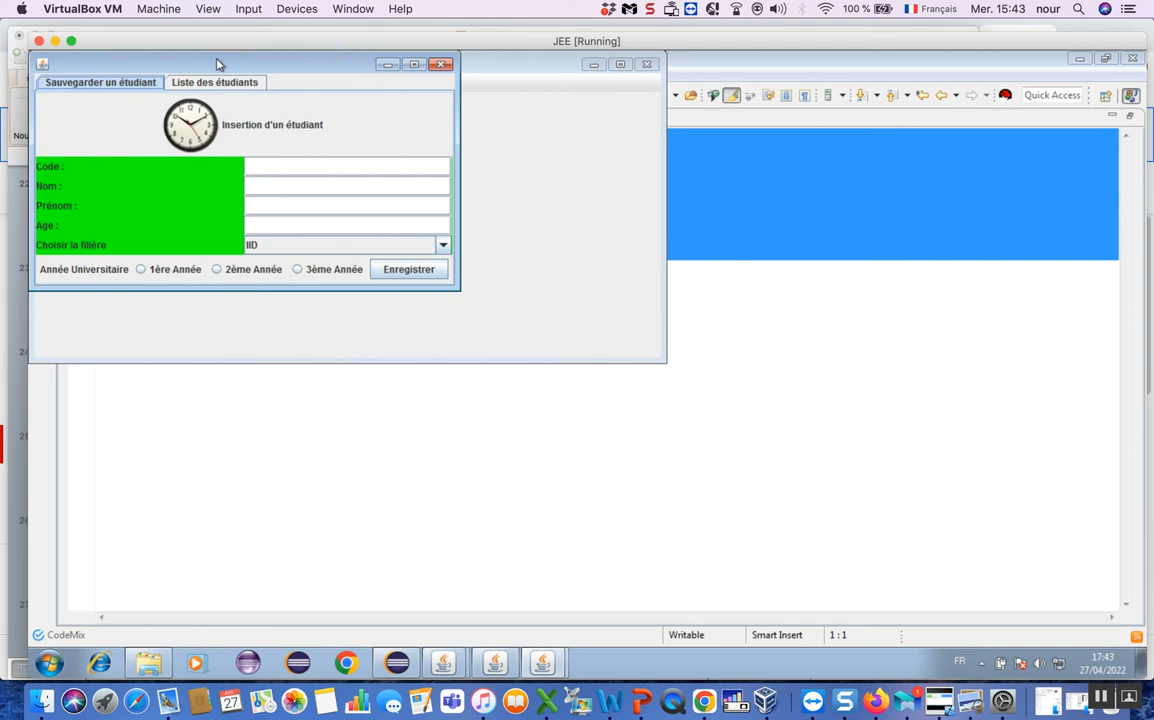 VirtualBox VM Machine View Input Devices Window Help 100 % Français Mer. 15:43 nour
JEE [Running]
Sauvegarder un étudiant Liste des étudiants
Quick Access
Insertion d'un étudiant
Code :
Nom :
Prénom :
Age :
Choisir la filière IID
Année Universitaire 1ère Année 2ème Année 3ème Année Enregistrer
CodeMix Writable Smart Insert 1 : 1
FR 17:43
27/04/2022